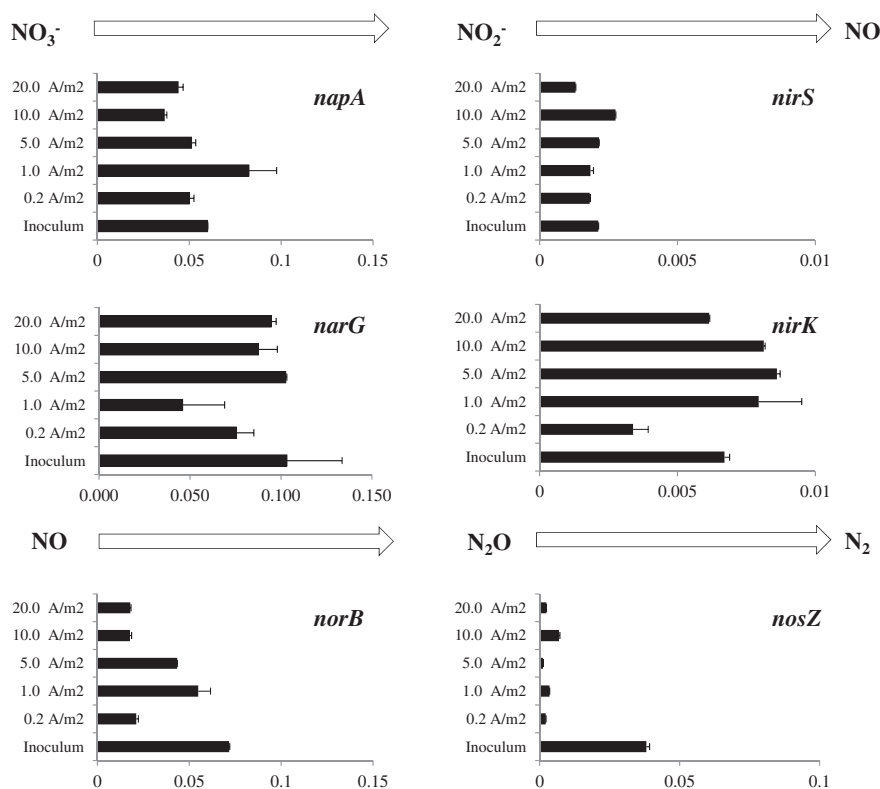 NO₃⁻
NO₂⁻ NO
napA
20.0 A/m2
10.0 A/m2
5.0 A/m2
1.0 A/m2
0.2 A/m2
Inoculum
0 0.05 0.1 0.15
nirS
20.0 A/m2
10.0 A/m2
5.0 A/m2
1.0 A/m2
0.2 A/m2
Inoculum
0 0.005 0.01
narG
20.0 A/m2
10.0 A/m2
5.0 A/m2
1.0 A/m2
0.2 A/m2
Inoculum
0.000 0.050 0.100 0.150
nirK
20.0 A/m2
10.0 A/m2
5.0 A/m2
1.0 A/m2
0.2 A/m2
Inoculum
0 0.005 0.01
NO
N₂O N₂
norB
20.0 A/m2
10.0 A/m2
5.0 A/m2
1.0 A/m2
0.2 A/m2
Inoculum
0 0.05 0.1 0.15
nosZ
20.0 A/m2
10.0 A/m2
5.0 A/m2
1.0 A/m2
0.2 A/m2
Inoculum
0 0.05 0.1